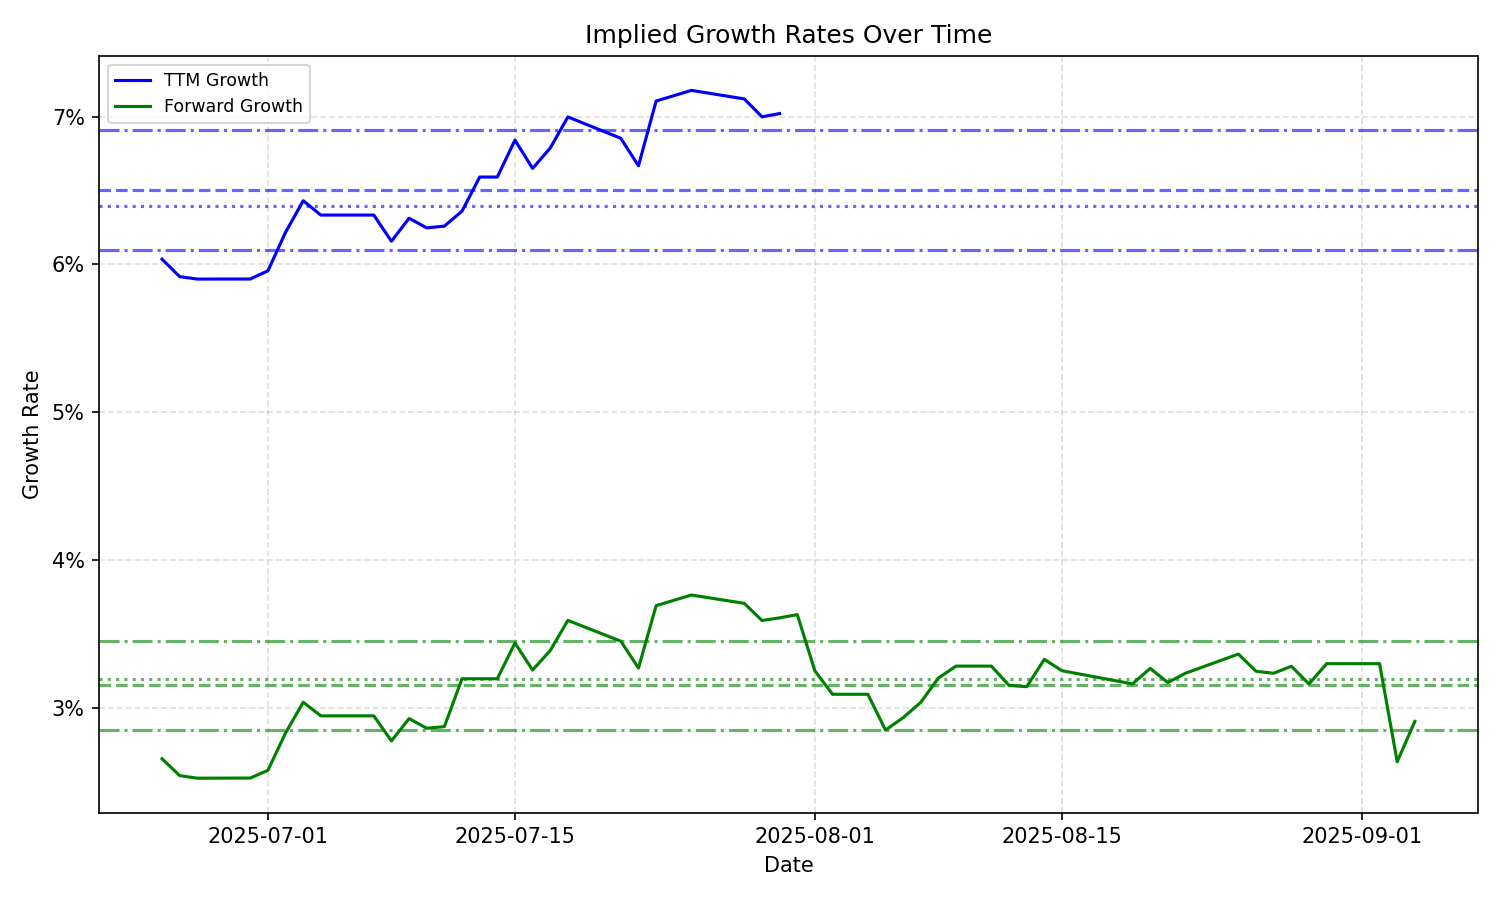 Implied Growth Rates Over Time
TTM Growth
Forward Growth
7%
6%
5%
4%
3%
Growth Rate
2025-07-01
2025-07-15
2025-08-01
2025-08-15
2025-09-01
Date